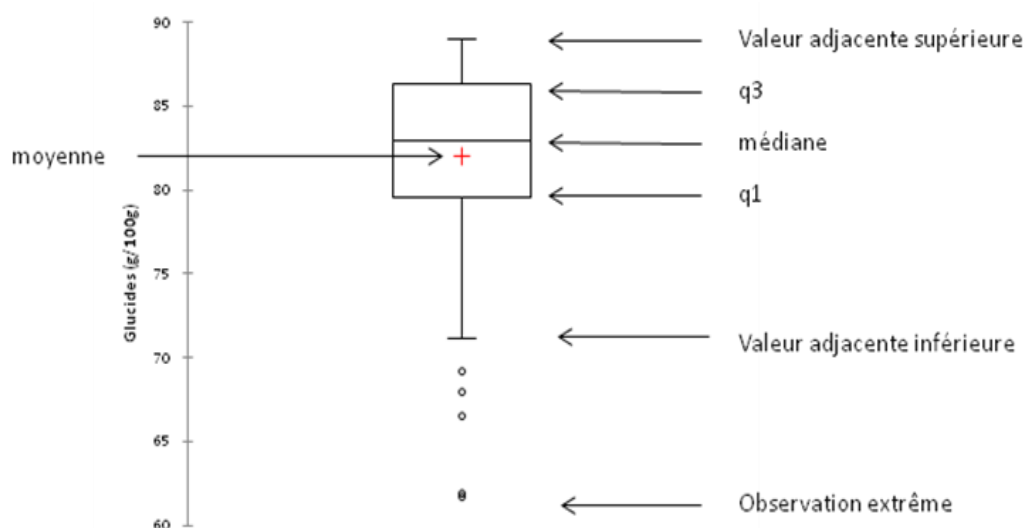 90
Valeur adjacente supérieure
q3
85
médiane
moyenne
80
q1
Glucides (g/100g)
75
Valeur adjacente inférieure
70
65
Observation extrême
60